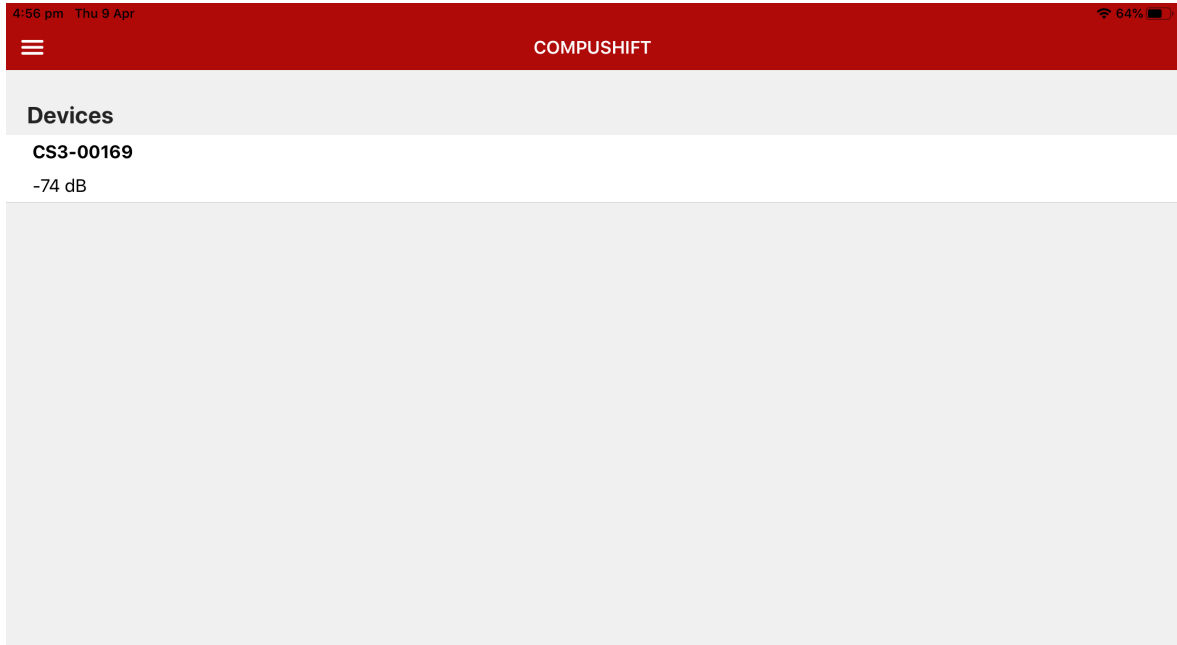 4:56 pm Thu 9 Apr
64%
COMPUSHIFT
Devices
CS3-00169
-74 dB